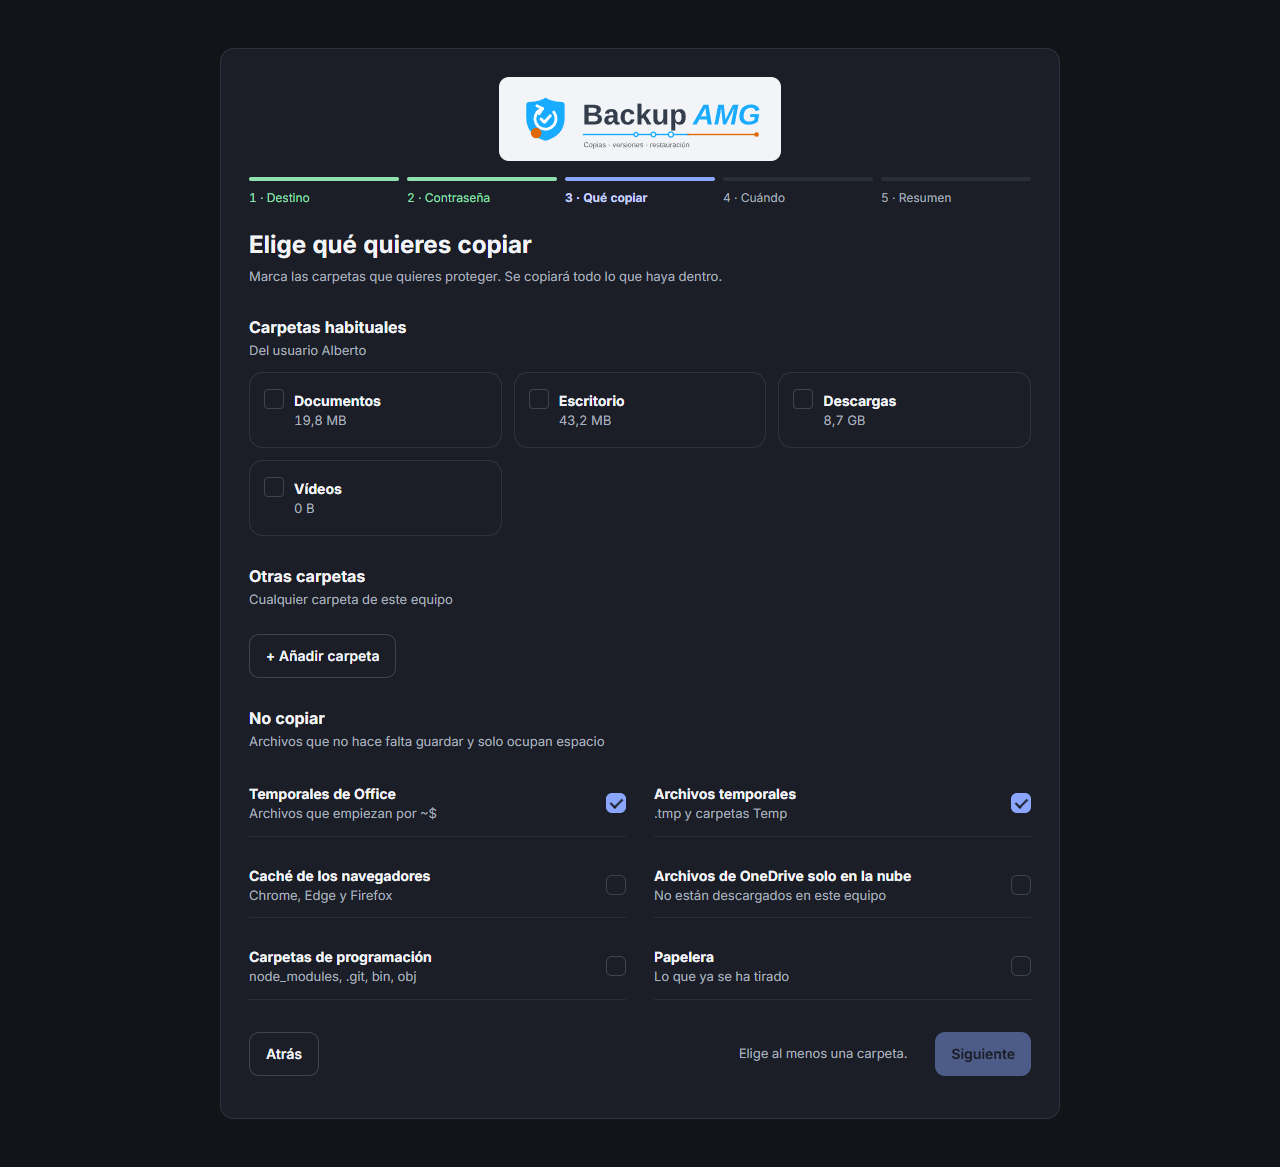 Backup AMG
Copias · versiones · restauración
1 · Destino
2 · Contraseña
3 · Qué copiar
4 · Cuándo
5 · Resumen
Elige qué quieres copiar
Marca las carpetas que quieres proteger. Se copiará todo lo que haya dentro.
Carpetas habituales
Del usuario Alberto
Documentos
19,8 MB
Escritorio
43,2 MB
Descargas
8,7 GB
Vídeos
0 B
Otras carpetas
Cualquier carpeta de este equipo
+ Añadir carpeta
No copiar
Archivos que no hace falta guardar y solo ocupan espacio
Temporales de Office
Archivos que empiezan por ~$
Archivos temporales
.tmp y carpetas Temp
Caché de los navegadores
Chrome, Edge y Firefox
Archivos de OneDrive solo en la nube
No están descargados en este equipo
Carpetas de programación
node_modules, .git, bin, obj
Papelera
Lo que ya se ha tirado
Atrás
Elige al menos una carpeta.
Siguiente